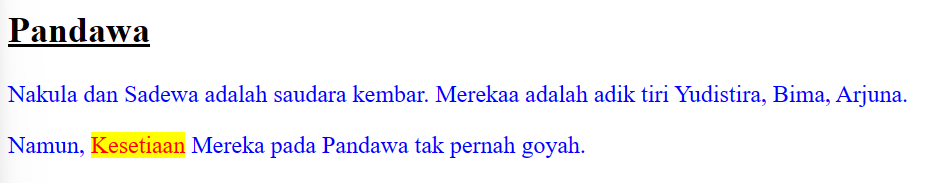 Pandawa
Nakula dan Sadewa adalah saudara kembar. Merekaa adalah adik tiri Yudistira, Bima, Arjuna.
Namun, Kesetiaan Mereka pada Pandawa tak pernah goyah.